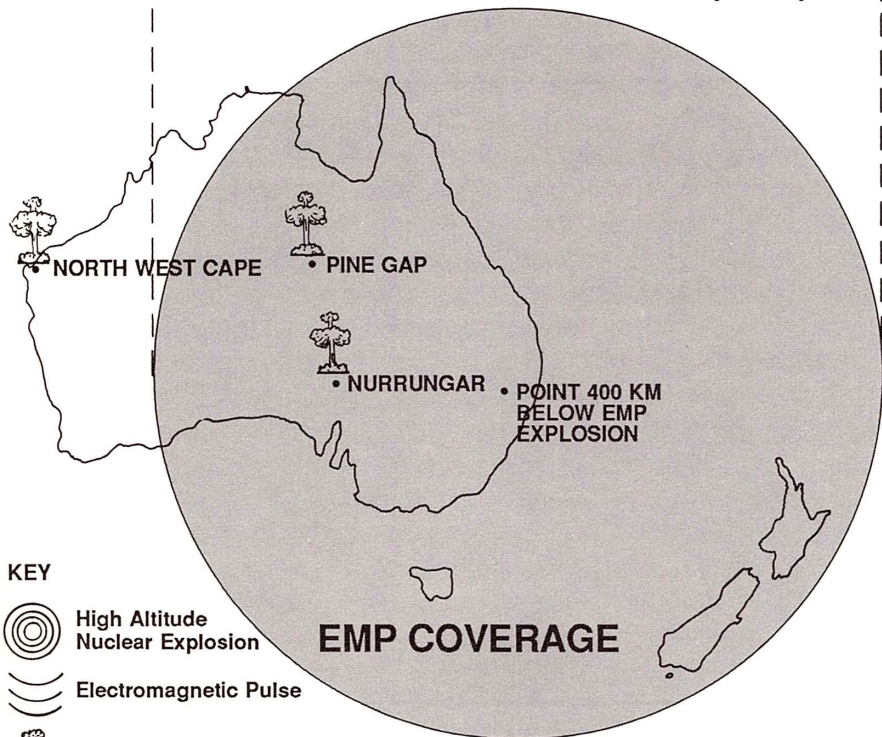 NORTH WEST CAPE
PINE GAP
NURRUNGAR
POINT 400 KM
BELOW EMP
EXPLOSION
KEY
High Altitude
Nuclear Explosion
EMP COVERAGE
Electromagnetic Pulse